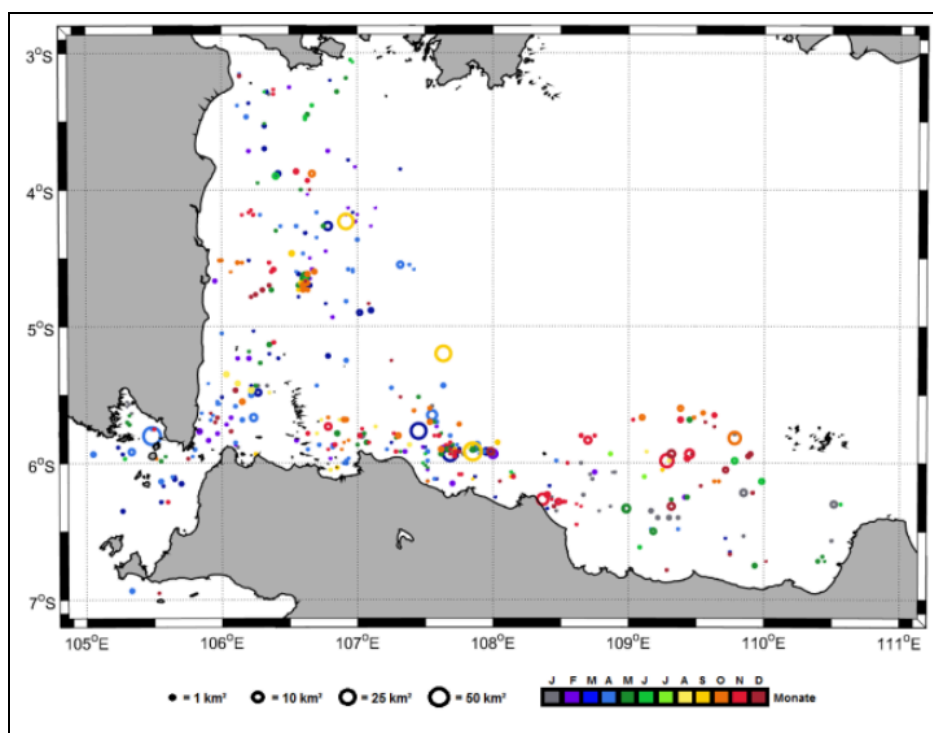 3°S
4°S
5°S
6°S
7°S
105°E 106°E 107°E 108°E 109°E 110°E 111°E
= 1 km² = 10 km² = 25 km² = 50 km²
J F M A M J J A S O N D
Monate